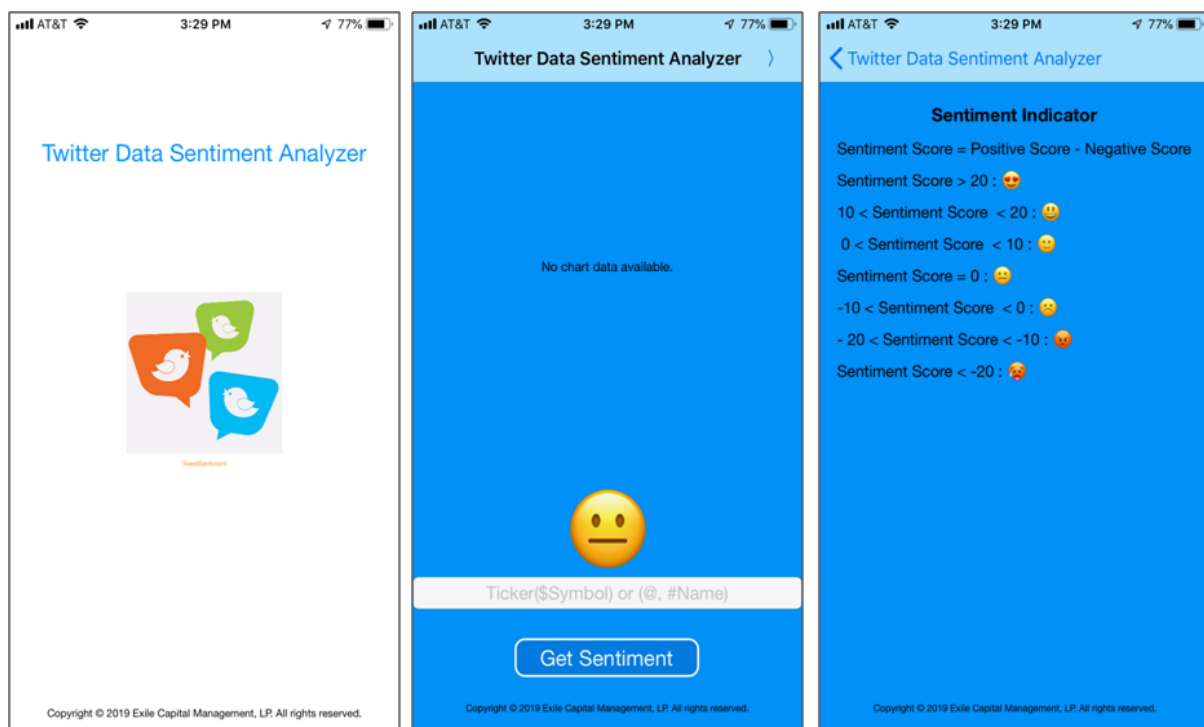 AT&T 3:29 PM 77%
Twitter Data Sentiment Analyzer
TweetSentiment
Copyright © 2019 Exile Capital Management, LP. All rights reserved.
AT&T 3:29 PM 77%
Twitter Data Sentiment Analyzer 〉
No chart data available.
Ticker($Symbol) or (@, #Name)
Get Sentiment
Copyright © 2019 Exile Capital Management, LP. All rights reserved.
AT&T 3:29 PM 77%
Twitter Data Sentiment Analyzer
Sentiment Indicator
Sentiment Score = Positive Score - Negative Score
Sentiment Score > 20 : 😍
10 < Sentiment Score < 20 : 😃
0 < Sentiment Score < 10 : 🙂
Sentiment Score = 0 : 😐
-10 < Sentiment Score < 0 : ☹️
- 20 < Sentiment Score < -10 : 😡
Sentiment Score < -20 : 🥵
Copyright © 2019 Exile Capital Management, LP. All rights reserved.